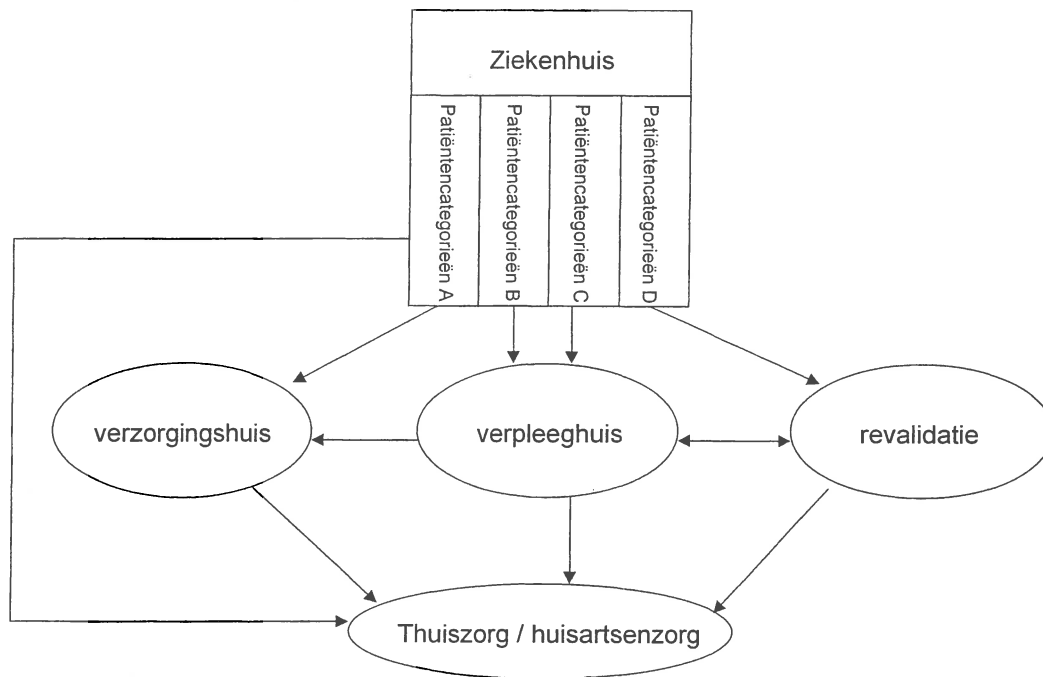 Ziekenhuis
Patiëntencategorieën A
Patiëntencategorieën B
Patiëntencategorieën C
Patiëntencategorieën D
verzorgingshuis
verpleeghuis
revalidatie
Thuiszorg / huisartsenzorg